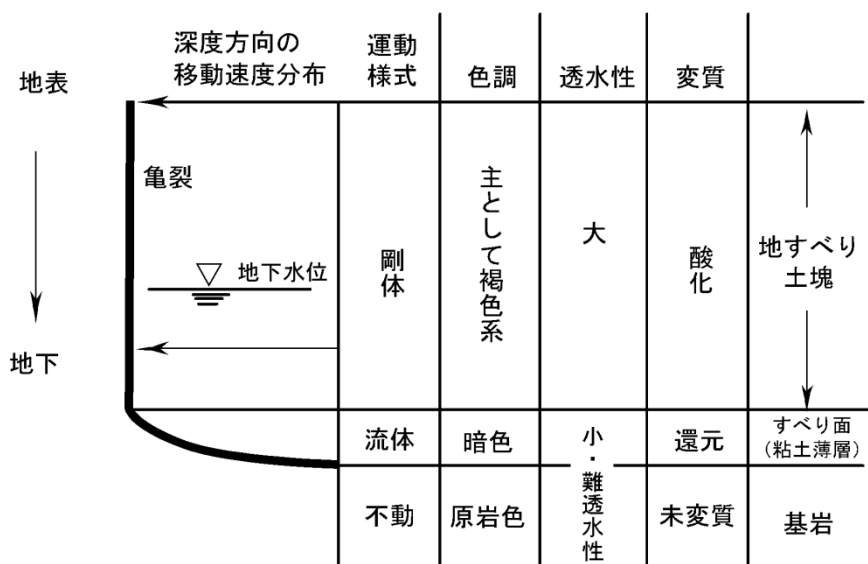 地表
深度方向の
移動速度分布
運動
様式
色調
透水性
変質
亀裂
地下水位
地下
剛体
主として褐色系
大
酸化
地すべり
土塊
流体
暗色
小・難透水性
還元
すべり面
(粘土薄層)
不動
原岩色
未変質
基岩